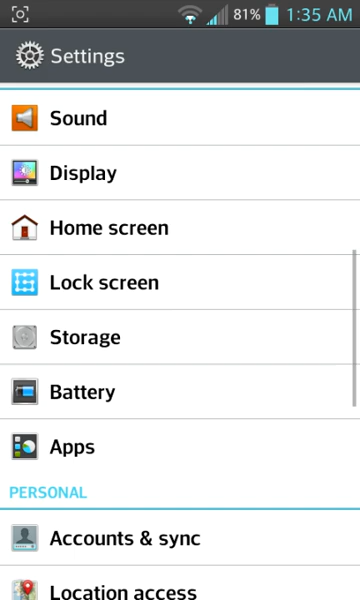 81% 1:35 AM
Settings
Sound
Display
Home screen
Lock screen
Storage
Battery
Apps
PERSONAL
Accounts & sync
Location access